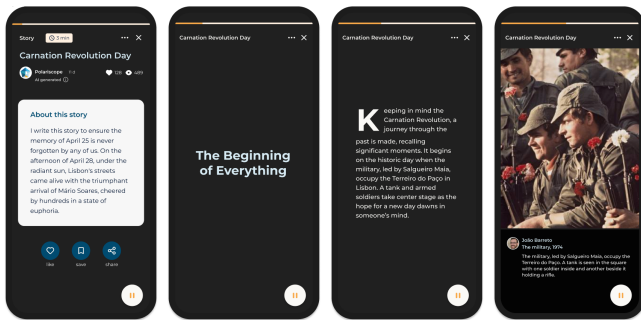 Story
3 min
Carnation Revolution Day
Polariscope
11 d
128
489
AI generated
About this story
I write this story to ensure the
memory of April 25 is never
forgotten by any of us. On the
afternoon of April 28, under the
radiant sun, Lisbon's streets
came alive with the triumphant
arrival of Mário Soares, cheered
by hundreds in a state of
euphoria.
like
save
share
Carnation Revolution Day
The Beginning
of Everything
Carnation Revolution Day
Keeping in mind the
Carnation Revolution, a
journey through the
past is made, recalling
significant moments. It begins
on the historic day when the
military, led by Salgueiro Maia,
occupy the Terreiro do Paço in
Lisbon. A tank and armed
soldiers take center stage as the
hope for a new day dawns in
someone's mind.
Carnation Revolution Day
João Barreto
The military, 1974
The military, led by Salgueiro Maia, occupy the
Terreiro do Paço. A tank is seen in the square
with one soldier inside and another beside it
holding a rifle.